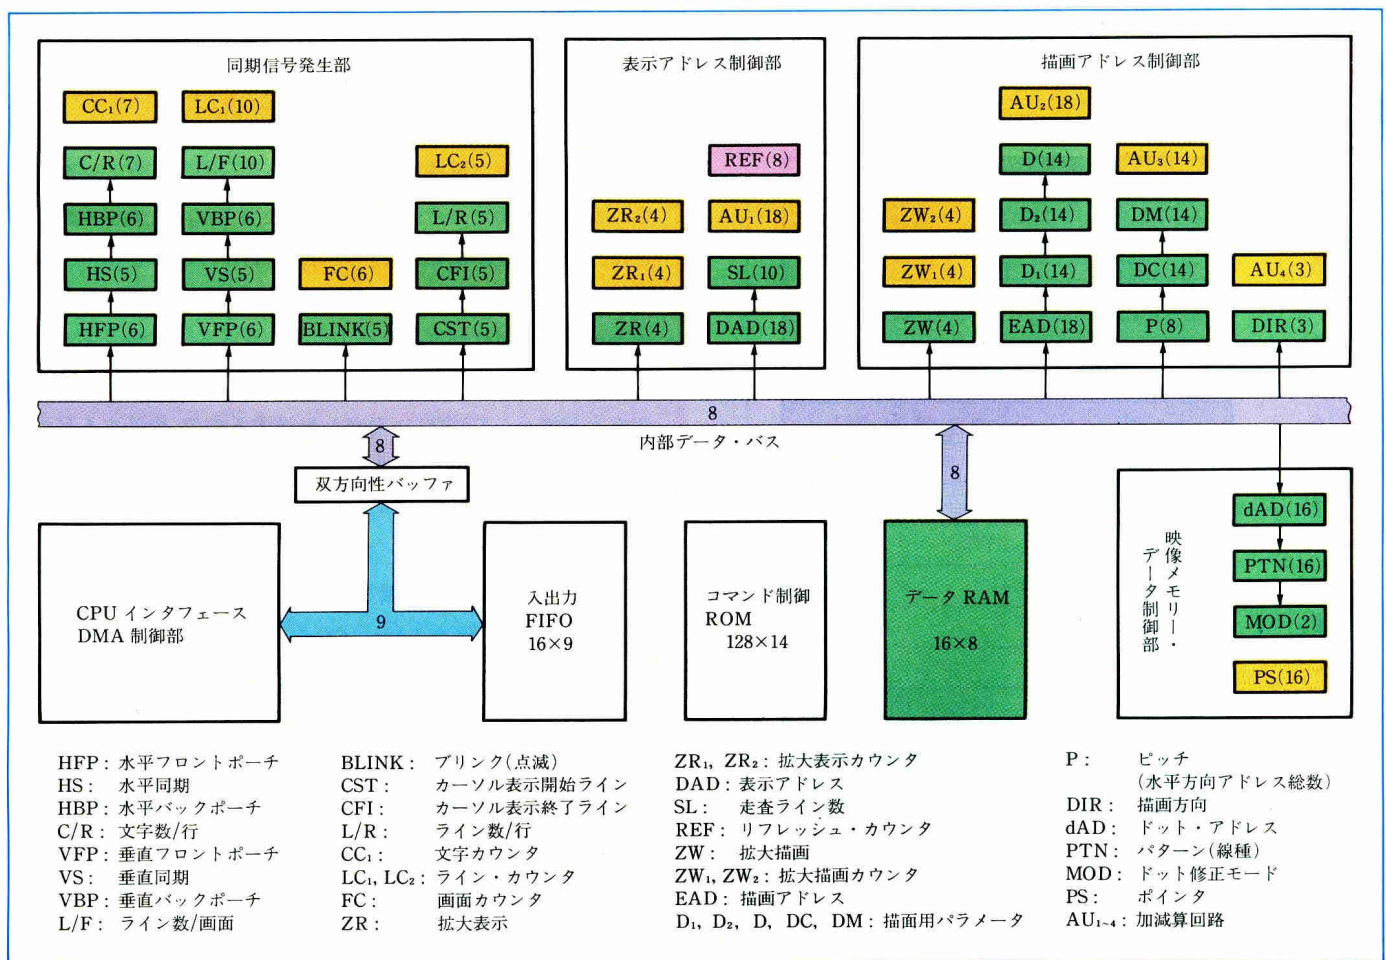 同期信号発生部
CC₁(7)
LC₁(10)
C/R(7)
L/F(10)
LC₂(5)
HBP(6)
VBP(6)
L/R(5)
HS(5)
VS(5)
FC(6)
CFI(5)
HFP(6)
VFP(6)
BLINK(5)
CST(5)
表示アドレス制御部
REF(8)
ZR₂(4)
AU₁(18)
ZR₁(4)
SL(10)
ZR(4)
DAD(18)
描画アドレス制御部
AU₂(18)
D(14)
AU₃(14)
ZW₂(4)
D₂(14)
DM(14)
ZW₁(4)
D₁(14)
DC(14)
AU₄(3)
ZW(4)
EAD(18)
P(8)
DIR(3)
8
内部データ・バス
8
8
双方向性バッファ
CPU インタフェース
DMA 制御部
9
入出力
FIFO
16×9
コマンド制御
ROM
128×14
データ RAM
16×8
映像メモリー・
データ制御部
dAD(16)
PTN(16)
MOD(2)
PS(16)
HFP: 水平フロントポーチ
HS: 水平同期
HBP: 水平バックポーチ
C/R: 文字数/行
VFP: 垂直フロントポーチ
VS: 垂直同期
VBP: 垂直バックポーチ
L/F: ライン数/画面
BLINK: ブリンク(点滅)
CST: カーソル表示開始ライン
CFI: カーソル表示終了ライン
L/R: ライン数/行
CC₁: 文字カウンタ
LC₁, LC₂: ライン・カウンタ
FC: 画面カウンタ
ZR: 拡大表示
ZR₁, ZR₂: 拡大表示カウンタ
DAD: 表示アドレス
SL: 走査ライン数
REF: リフレッシュ・カウンタ
ZW: 拡大描画
ZW₁, ZW₂: 拡大描画カウンタ
EAD: 描画アドレス
D₁, D₂, D, DC, DM: 描画用パラメータ
P: ピッチ
(水平方向アドレス総数)
DIR: 描画方向
dAD: ドット・アドレス
PTN: パターン(線種)
MOD: ドット修正モード
PS: ポインタ
AU₁~₄: 加減算回路